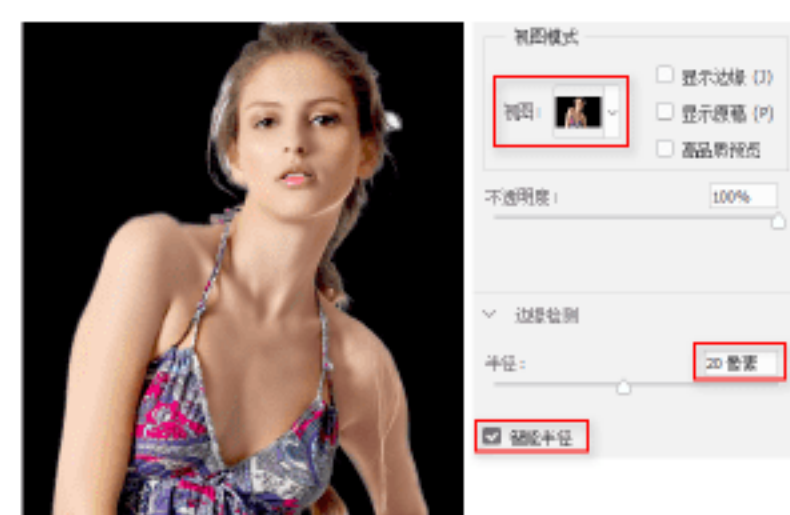 视图模式
视图：
显示边缘 (J)
显示原稿 (P)
高品质预览
不透明度：
100%
边缘检测
半径：
20 像素
智能半径